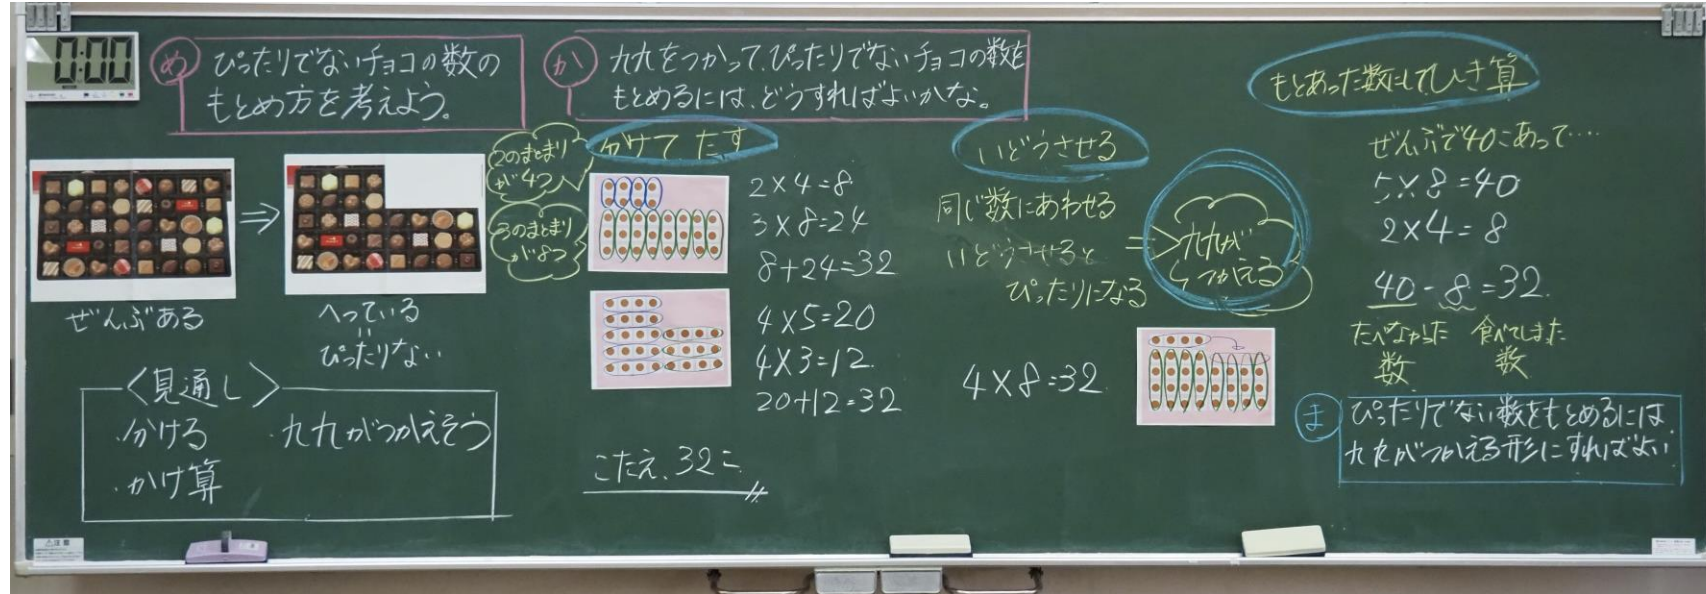 0:00
め
ぴったりでないチョコの数の
もとめ方を考えよう。
か
九九をつかって、ぴったりでないチョコの数を
もとめるには、どうすればよいかな。
ぜんぶある
へっている
ぴったりない
〈見通し〉
・分ける
・かけ算
・九九がつかえそう
2のまとまり
が4つ
3のまとまり
が8つ
かけてたす
2×4=8
3×8=24
8+24=32
4×5=20
4×3=12
20+12=32
こたえ、32こ
いどうさせる
同じ数にあわせる
いどうさせると
ぴったりになる
九九が
つかえる
4×8=32
もとあった数にしてひき算
ぜんぶで40こあって‥‥
5×8=40
2×4=8
40-8=32
数
食べてしまった
数
ま
ぴったりでない数をもとめるには、
九九がつかえる形にすればよい